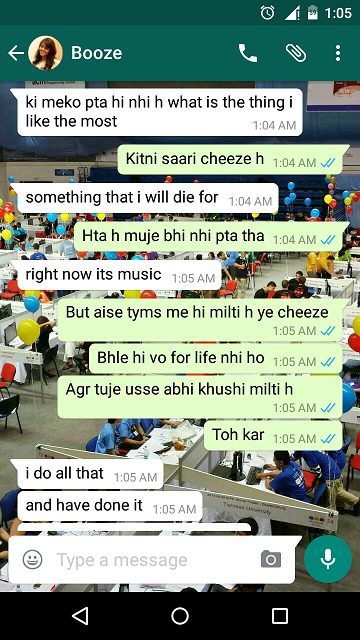 1:05
Booze
ki meko pta hi nhi h what is the thing i
like the most
1:04 AM
Kitni saari cheeze h 1:04 AM
something that i will die for 1:04 AM
Hta h muje bhi nhi pta tha 1:04 AM
right now its music 1:05 AM
But aise tyms me hi milti h ye cheeze
1:05 AM
Bhle hi vo for life nhi ho 1:05 AM
Agr tuje usse abhi khushi milti h
1:05 AM
Toh kar 1:05 AM
i do all that 1:05 AM
and have done it 1:05 AM
Tishreen University
Type a message